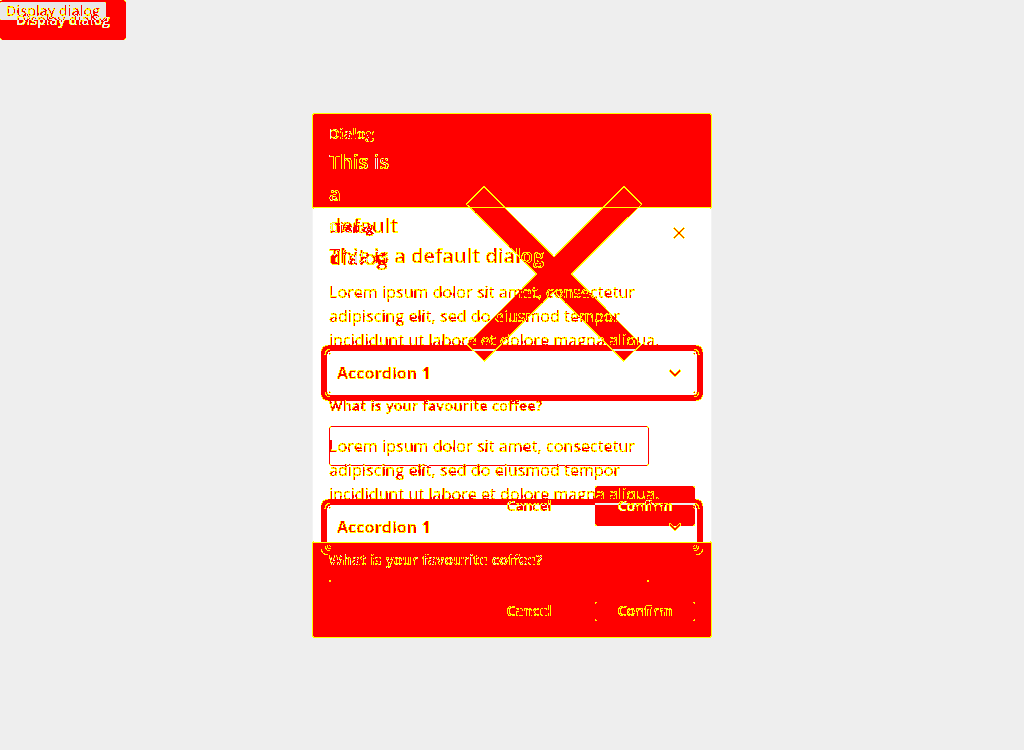 Display dialog
Display dialog
Dialog
This is
a
default
Dialog
dialog
This is a default dialog
Lorem ipsum dolor sit amet, consectetur
adipiscing elit, sed do eiusmod tempor
incididunt ut labore et dolore magna aliqua.
Accordion 1
What is your favourite coffee?
Lorem ipsum dolor sit amet, consectetur
adipiscing elit, sed do eiusmod tempor
incididunt ut labore et dolore magna aliqua.
Cancel Confirm
Accordion 1
What is your favourite coffee?
Cancel Confirm